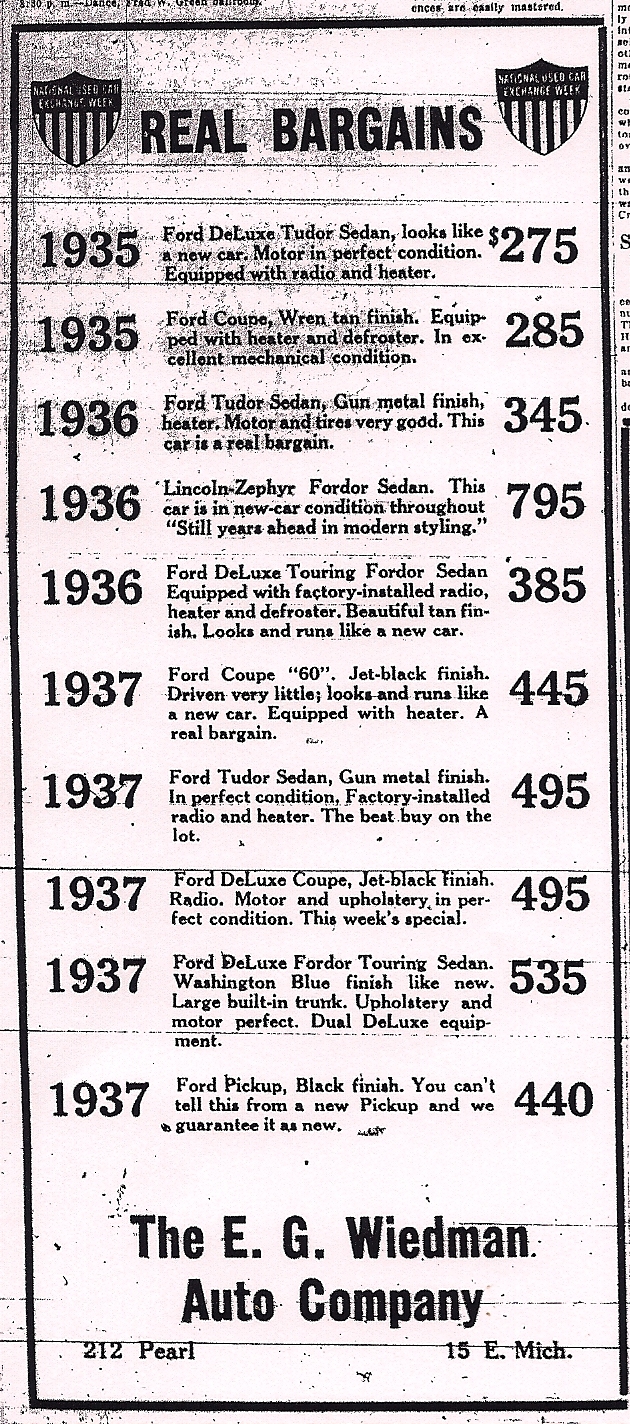 8:30 p. m.—Dance, Fred W. Green ballroom.
ences are easily mastered.
NATIONAL USED CAR
EXCHANGE WEEK
NATIONAL USED CAR
EXCHANGE WEEK
REAL BARGAINS
1935 Ford DeLuxe Tudor Sedan, looks like $275
a new car. Motor in perfect condition.
Equipped with radio and heater.
1935 Ford Coupe, Wren tan finish. Equip- 285
ped with heater and defroster. In ex-
cellent mechanical condition.
1936 Ford Tudor Sedan, Gun metal finish, 345
heater. Motor and tires very good. This
car is a real bargain.
1936 Lincoln-Zephyr Fordor Sedan. This 795
car is in new-car condition throughout
“Still years ahead in modern styling.”
1936 Ford DeLuxe Touring Fordor Sedan 385
Equipped with factory-installed radio,
heater and defroster. Beautiful tan fin-
ish. Looks and runs like a new car.
1937 Ford Coupe “60”. Jet-black finish. 445
Driven very little; looks and runs like
a new car. Equipped with heater. A
real bargain.
1937 Ford Tudor Sedan, Gun metal finish. 495
In perfect condition. Factory-installed
radio and heater. The best buy on the
lot.
1937 Ford DeLuxe Coupe, Jet-black finish. 495
Radio. Motor and upholstery in per-
fect condition. This week's special.
1937 Ford DeLuxe Fordor Touring Sedan. 535
Washington Blue finish like new.
Large built-in trunk. Upholstery and
motor perfect. Dual DeLuxe equip-
ment.
1937 Ford Pickup, Black finish. You can't 440
tell this from a new Pickup and we
guarantee it as new.
The E. G. Wiedman
Auto Company
212 Pearl 15 E. Mich.